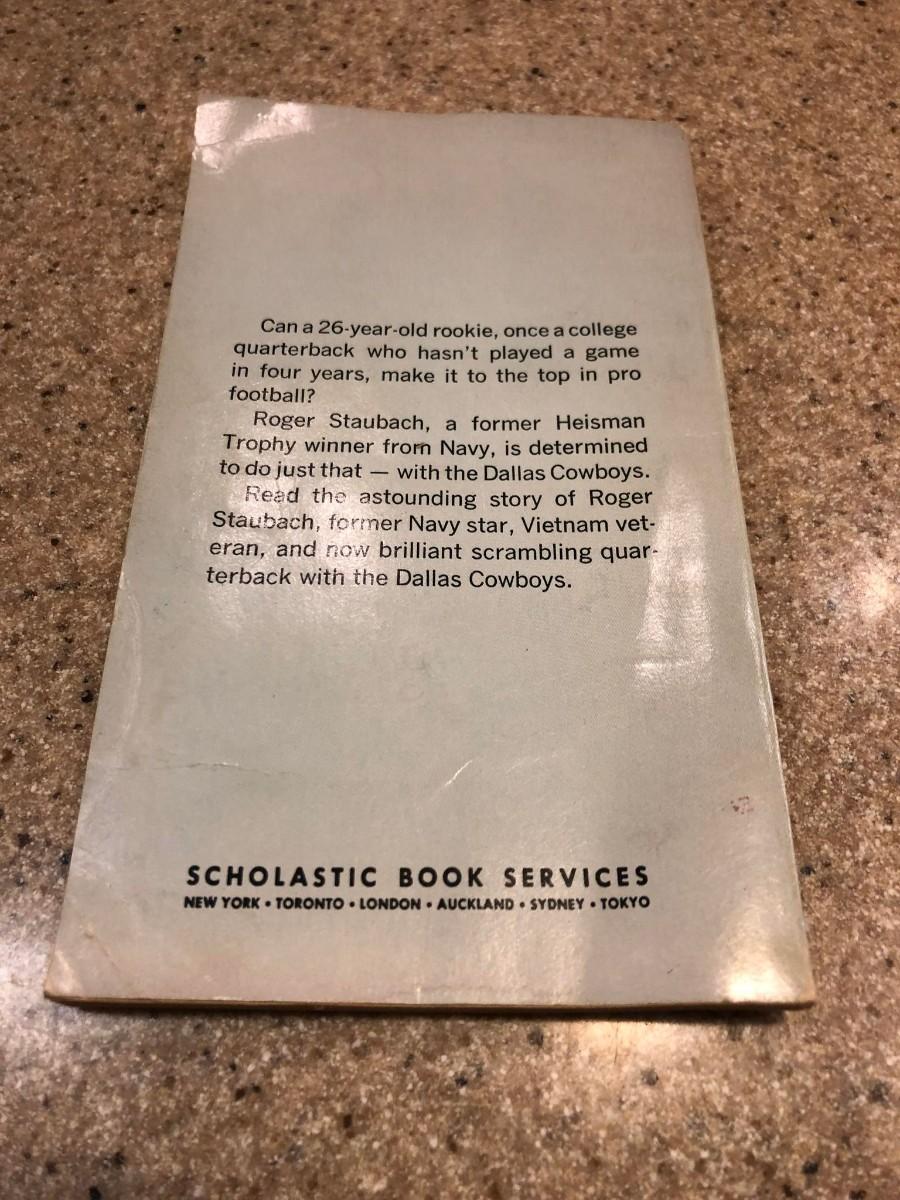 Can a 26-year-old rookie, once a college
quarterback who hasn't played a game
in four years, make it to the top in pro
football?
Roger Staubach, a former Heisman
Trophy winner from Navy, is determined
to do just that — with the Dallas Cowboys.
Read the astounding story of Roger
Staubach, former Navy star, Vietnam vet-
eran, and now brilliant scrambling quar-
terback with the Dallas Cowboys.
SCHOLASTIC BOOK SERVICES
NEW YORK • TORONTO • LONDON • AUCKLAND • SYDNEY • TOKYO